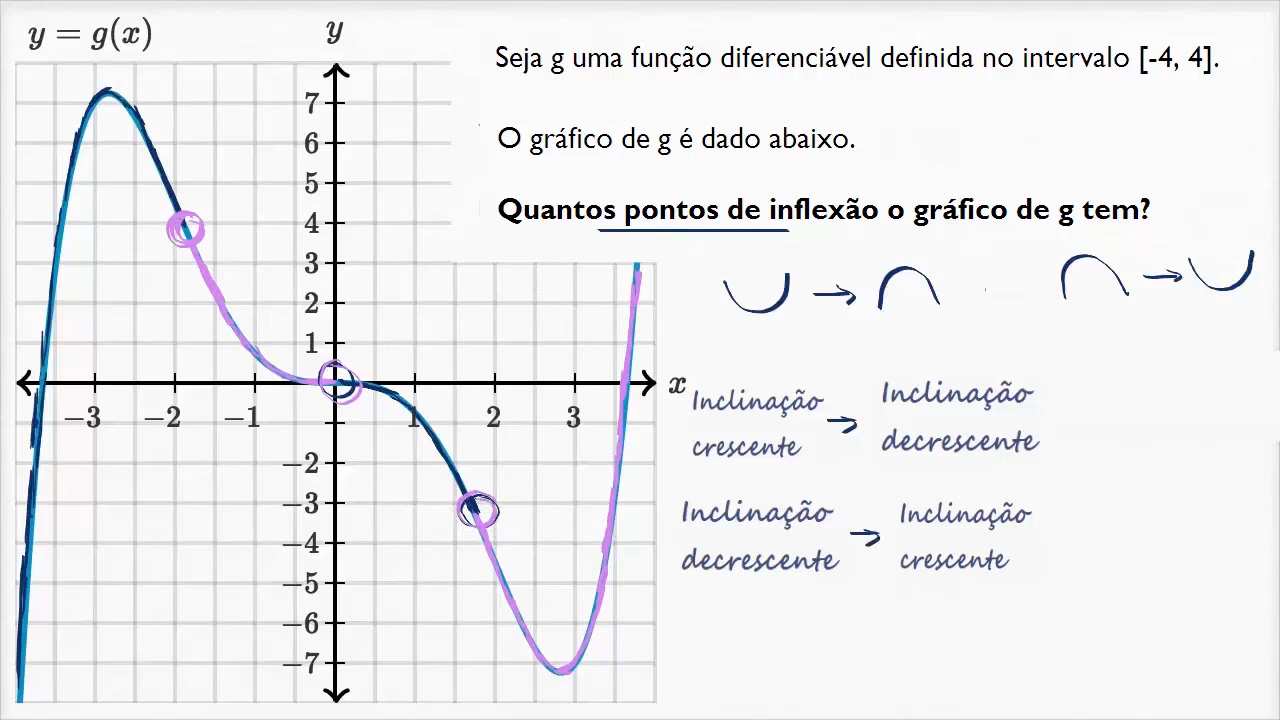 y = g(x)
y
Seja g uma função diferenciável definida no intervalo [-4, 4].
O gráfico de g é dado abaixo.
Quantos pontos de inflexão o gráfico de g tem?
7
6
5
4
3
2
1
x
−3 −2 −1 1 2 3
−2
−3
−4
−5
−6
−7
Inclinação crescente → Inclinação decrescente
Inclinação decrescente → Inclinação crescente